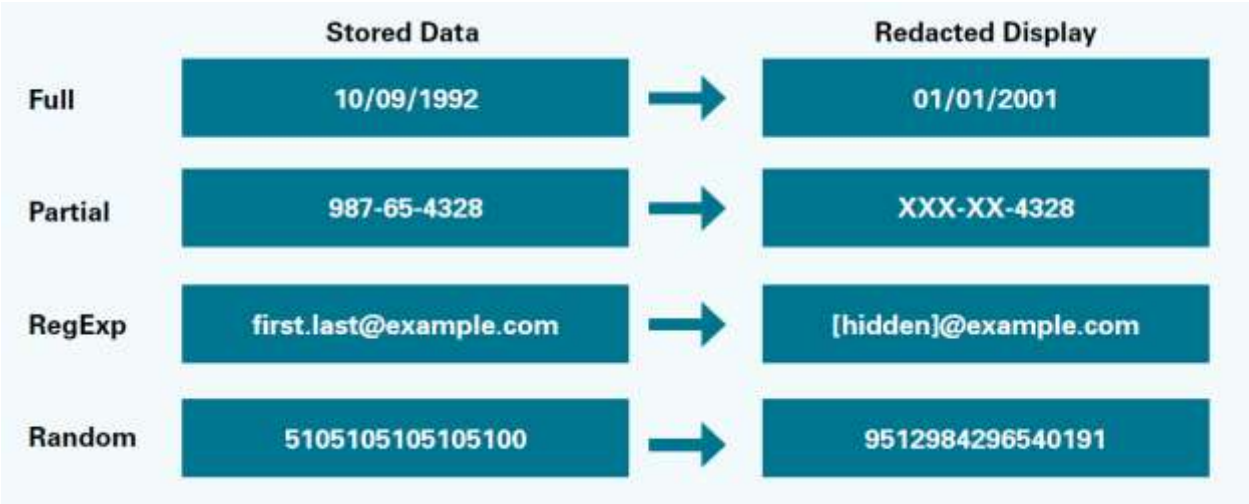 Stored Data Redacted Display
Full 10/09/1992 01/01/2001
Partial 987-65-4328 XXX-XX-4328
RegExp first.last@example.com [hidden]@example.com
Random 5105105105105100 9512984296540191